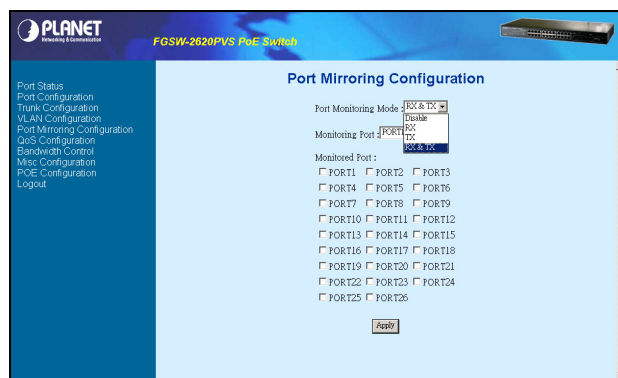 PLANET
Networking & Communication
FGSW-2620PVS PoE Switch
Port Status
Port Configuration
Trunk Configuration
VLAN Configuration
Port Mirroring Configuration
QoS Configuration
Bandwidth Control
Misc Configuration
POE Configuration
Logout
Port Mirroring Configuration
Port Monitoring Mode : RX & TX
Disable
RX
TX
RX & TX
Monitoring Port :
Monitored Port :
PORT1 PORT2 PORT3
PORT4 PORT5 PORT6
PORT7 PORT8 PORT9
PORT10 PORT11 PORT12
PORT13 PORT14 PORT15
PORT16 PORT17 PORT18
PORT19 PORT20 PORT21
PORT22 PORT23 PORT24
PORT25 PORT26
Apply